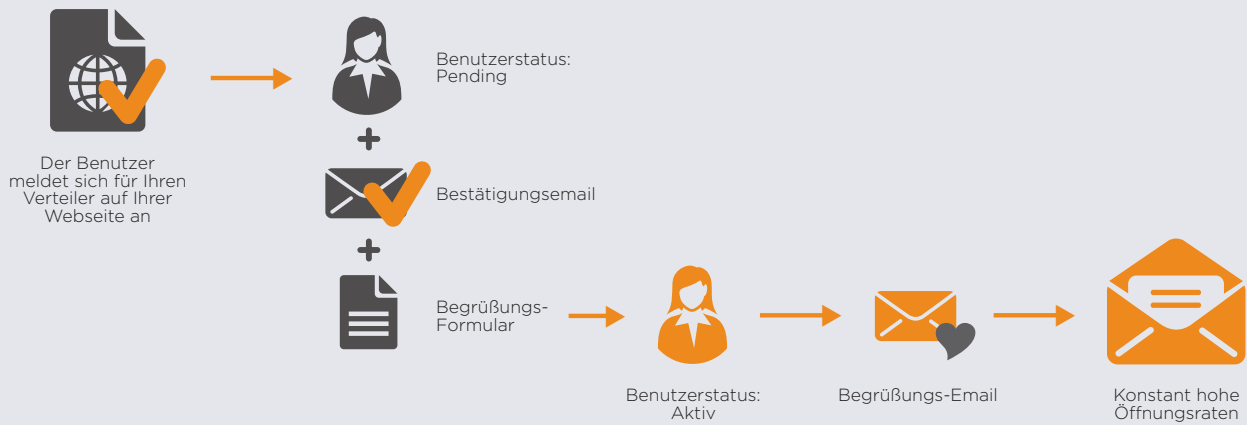 Der Benutzer
meldet sich für Ihren
Verteiler auf Ihrer
Webseite an
Benutzerstatus:
Pending
Bestätigungsemail
Begrüßungs-
Formular
Benutzerstatus:
Aktiv
Begrüßungs-Email
Konstant hohe
Öffnungsraten